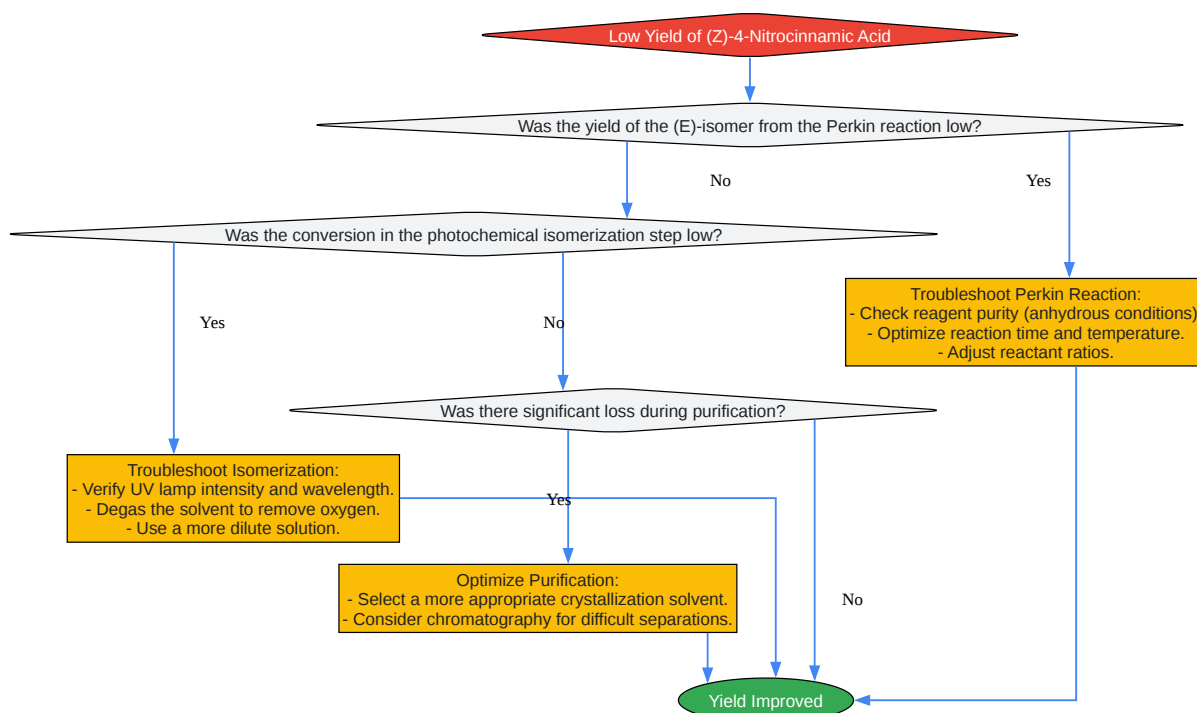 Low Yield of (Z)-4-Nitrocinnamic Acid
Was the yield of the (E)-isomer from the Perkin reaction low?
No
Yes
Was the conversion in the photochemical isomerization step low?
Troubleshoot Perkin Reaction:
- Check reagent purity (anhydrous conditions)
- Optimize reaction time and temperature.
- Adjust reactant ratios.
Yes
No
Was there significant loss during purification?
Troubleshoot Isomerization:
- Verify UV lamp intensity and wavelength.
- Degas the solvent to remove oxygen.
- Use a more dilute solution.
Yes
Optimize Purification:
- Select a more appropriate crystallization solvent.
- Consider chromatography for difficult separations.
No
Yield Improved